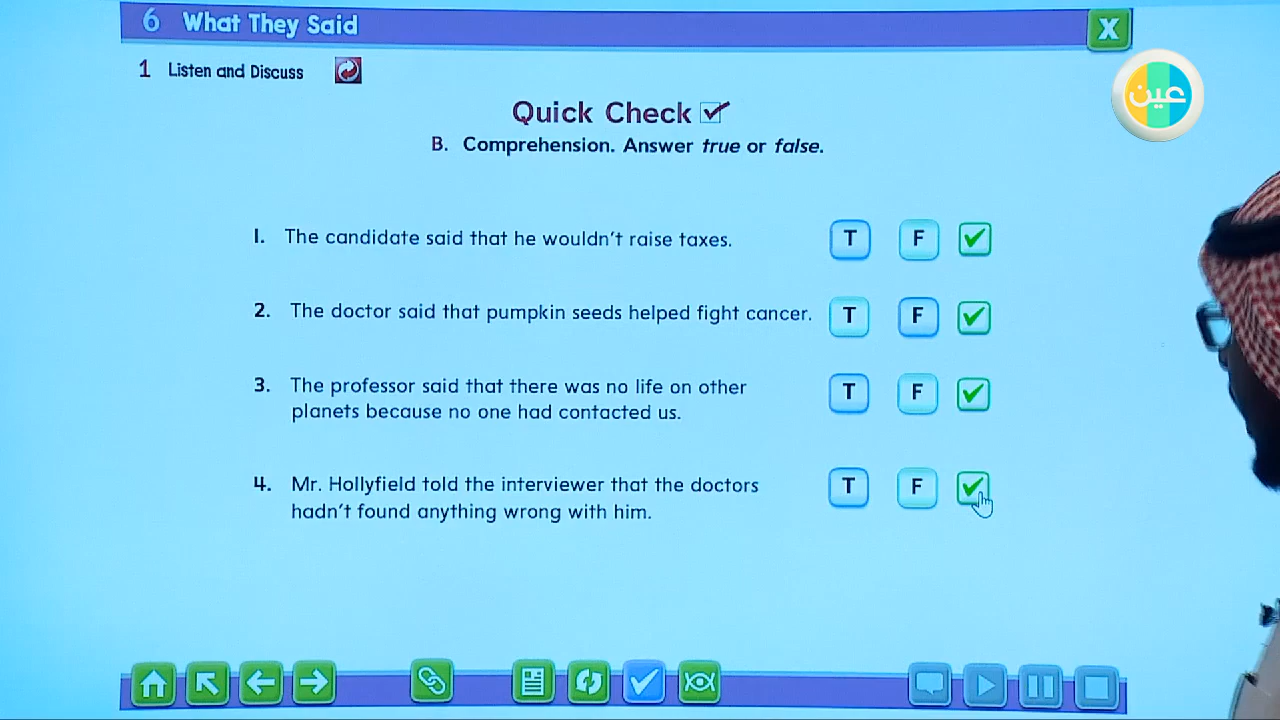 6 What They Said
X
1 Listen and Discuss
عين
Quick Check
B. Comprehension. Answer true or false.
1. The candidate said that he wouldn't raise taxes. T F
2. The doctor said that pumpkin seeds helped fight cancer. T F
3. The professor said that there was no life on other
planets because no one had contacted us. T F
4. Mr. Hollyfield told the interviewer that the doctors
hadn't found anything wrong with him. T F